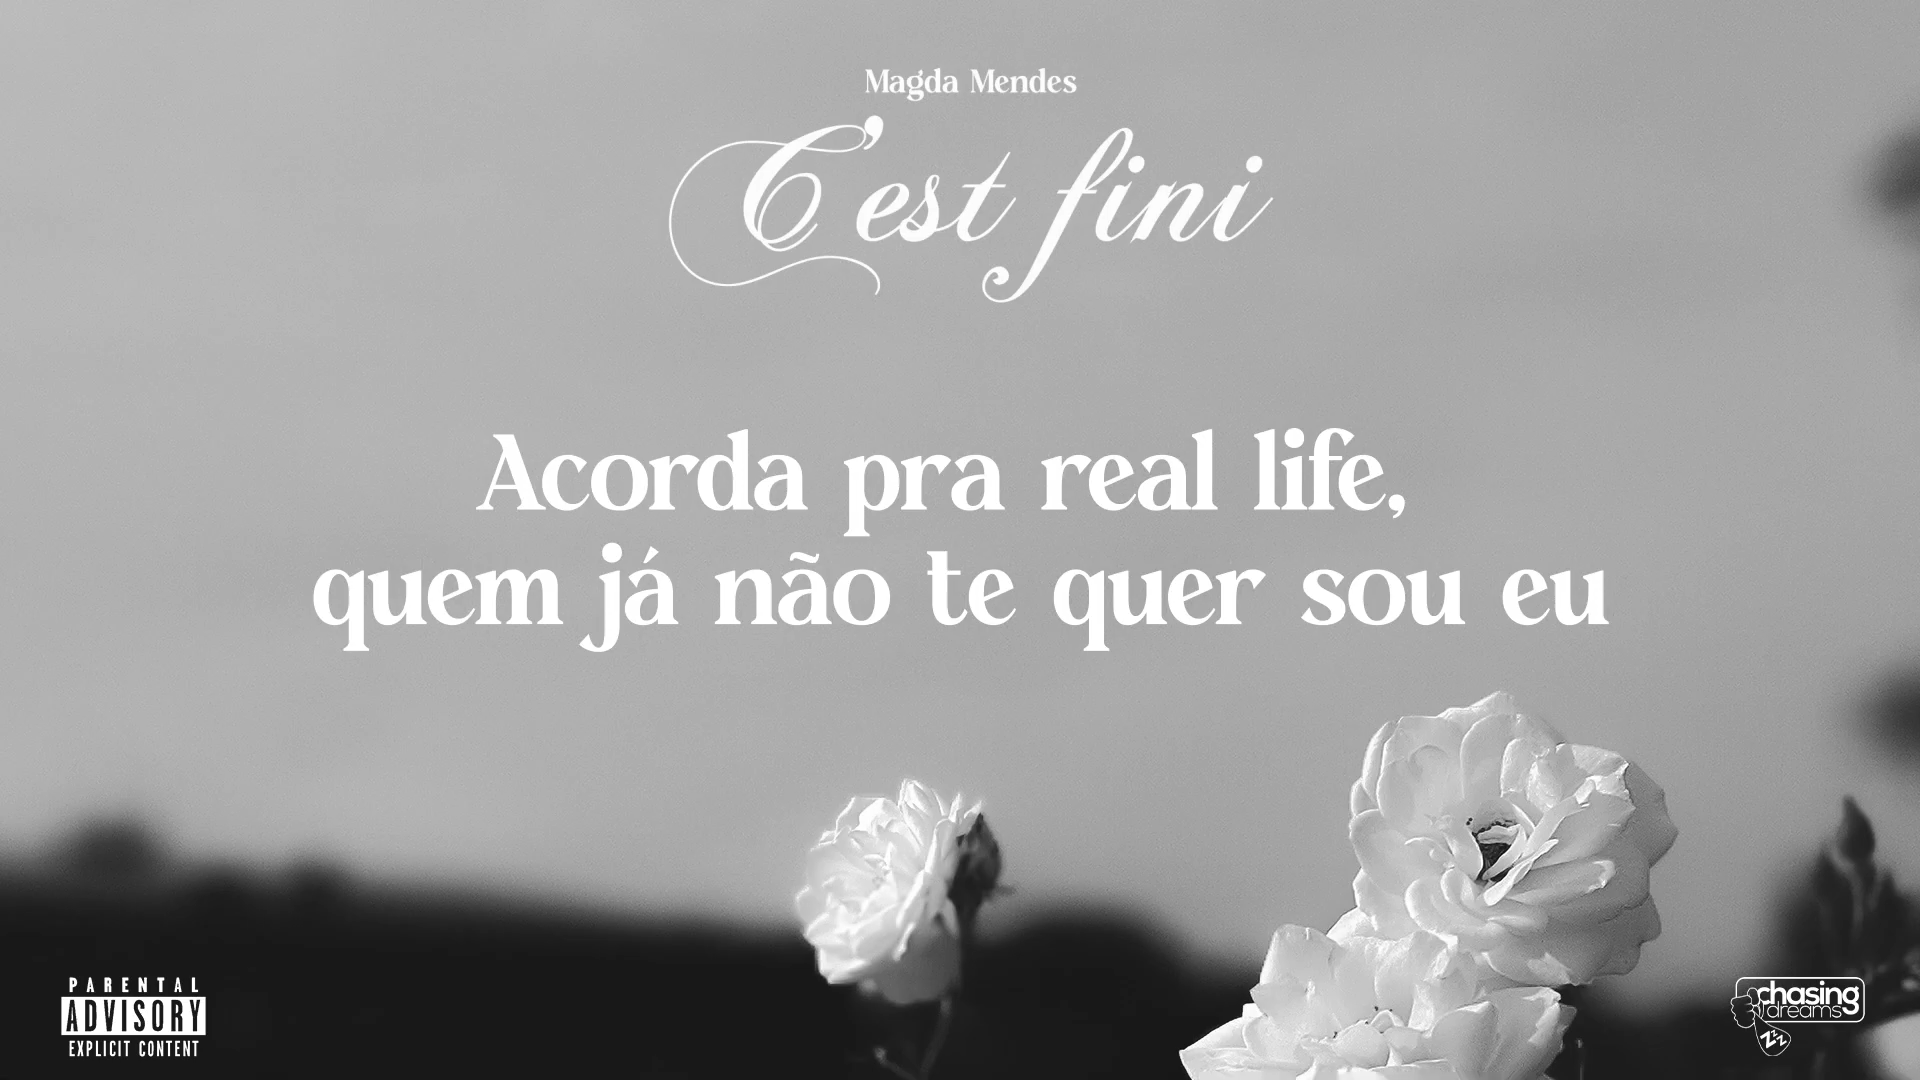 Magda Mendes
C'est fini
Acorda pra real life,
quem já não te quer sou eu
PARENTAL
ADVISORY
EXPLICIT CONTENT
chasing
dreams
zzz